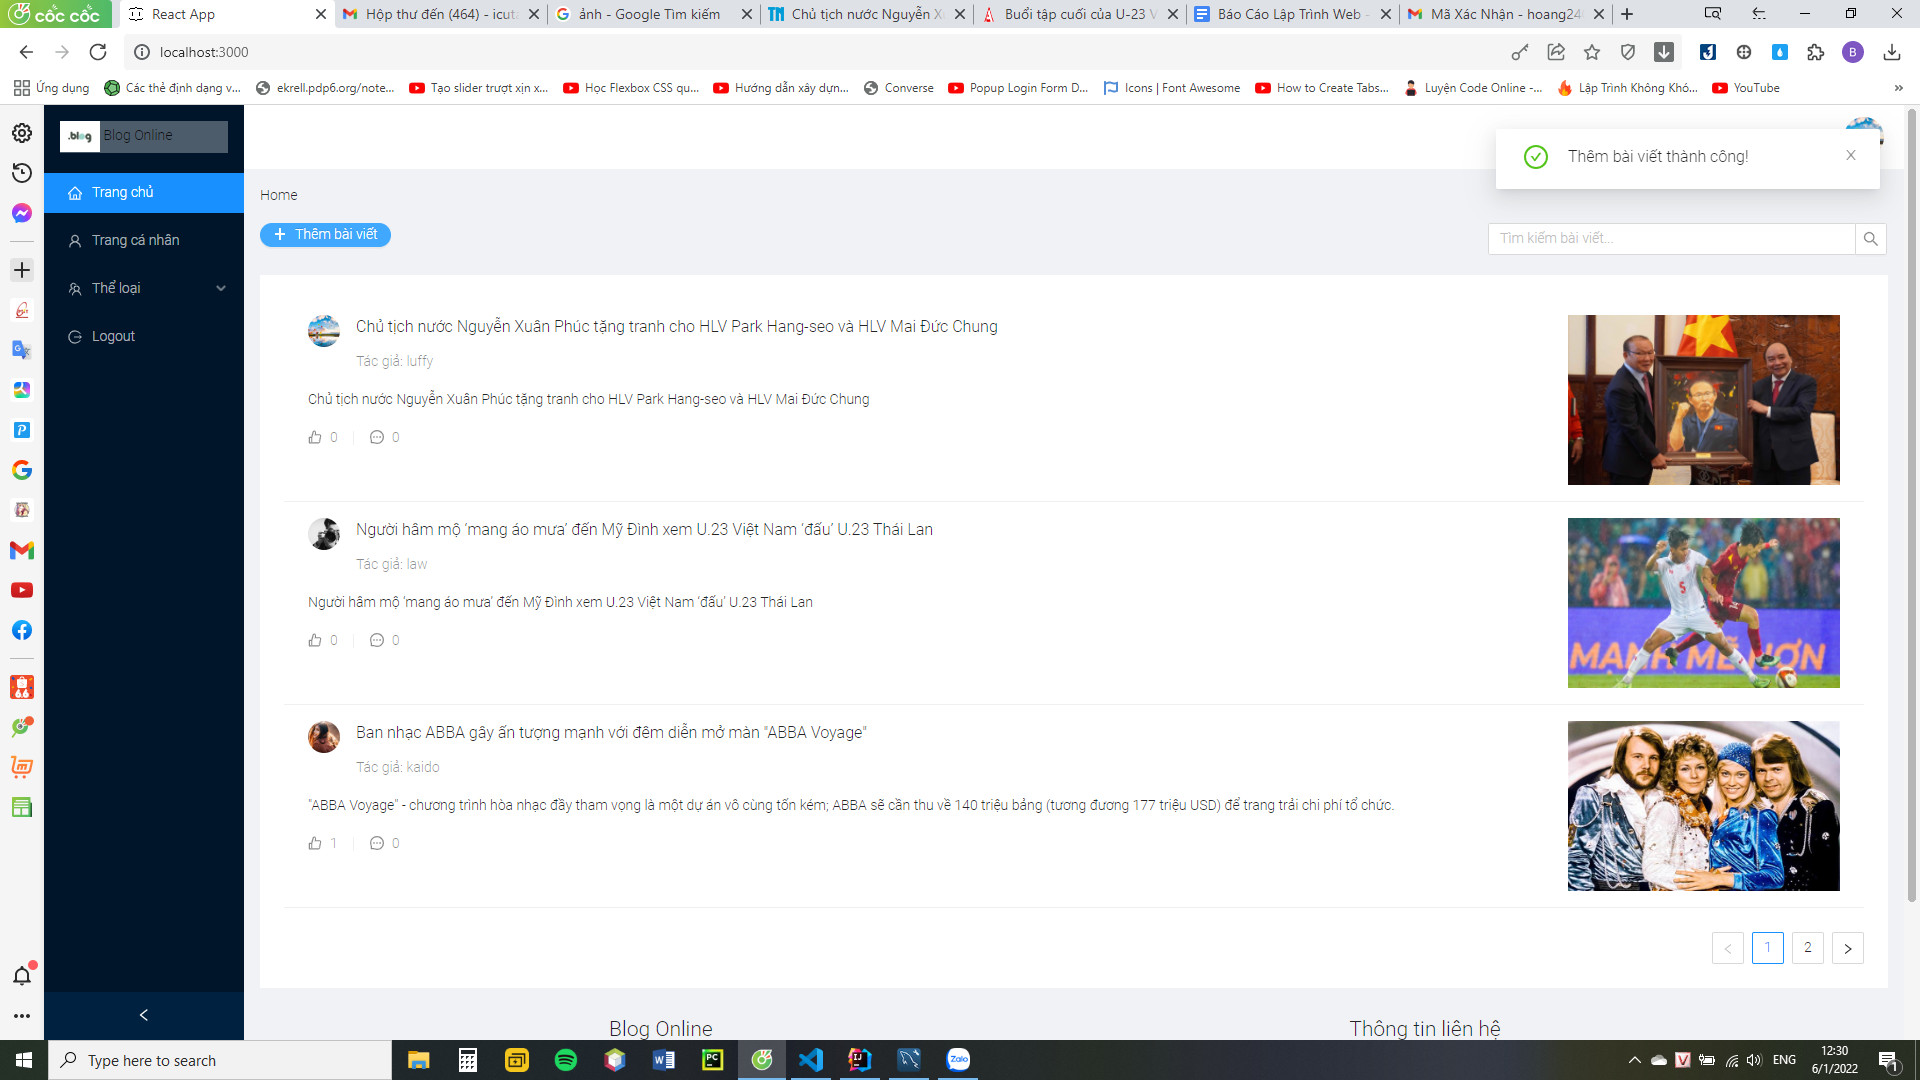 cốc cốc
React App
Hộp thư đến (464) - icuta
ảnh - Google Tìm kiếm
Chủ tịch nước Nguyễn X
Buổi tập cuối của U-23 V
Báo Cáo Lập Trình Web -
Mã Xác Nhận - hoang24
localhost:3000
B
Ứng dụng
Các thẻ định dạng v...
ekrell.pdp6.org/note...
Tạo slider trượt xịn x...
Học Flexbox CSS qu...
Hướng dẫn xây dựn...
Converse
Popup Login Form D...
Icons | Font Awesome
How to Create Tabs...
Luyện Code Online -...
Lập Trình Không Khó...
YouTube
»
.blog
Blog Online
Trang chủ
Trang cá nhân
Thể loại
Logout
Thêm bài viết thành công!
Home
Thêm bài viết
Tìm kiếm bài viết...
Chủ tịch nước Nguyễn Xuân Phúc tặng tranh cho HLV Park Hang-seo và HLV Mai Đức Chung
Tác giả: luffy
Chủ tịch nước Nguyễn Xuân Phúc tặng tranh cho HLV Park Hang-seo và HLV Mai Đức Chung
0
0
Người hâm mộ ‘mang áo mưa’ đến Mỹ Đình xem U.23 Việt Nam ‘đấu’ U.23 Thái Lan
Tác giả: law
Người hâm mộ ‘mang áo mưa’ đến Mỹ Đình xem U.23 Việt Nam ‘đấu’ U.23 Thái Lan
0
0
5
MẠNH MẼ HƠN
Ban nhạc ABBA gây ấn tượng mạnh với đêm diễn mở màn "ABBA Voyage"
Tác giả: kaido
"ABBA Voyage" - chương trình hòa nhạc đầy tham vọng là một dự án vô cùng tốn kém; ABBA sẽ cần thu về 140 triệu bảng (tương đương 177 triệu USD) để trang trải chi phí tổ chức.
1
0
<
1
2
>
Blog Online
Thông tin liên hệ
Type here to search
ENG
12:30
6/1/2022
1